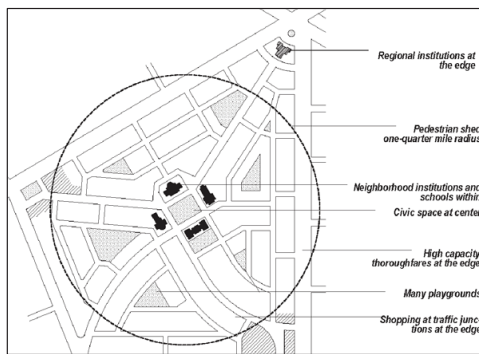 Regional institutions at
the edge
Pedestrian shed
one-quarter mile radius
Neighborhood institutions and
schools within
Civic space at center
High capacity
thoroughfares at the edge
Many playgrounds
Shopping at traffic junc-
tions at the edge